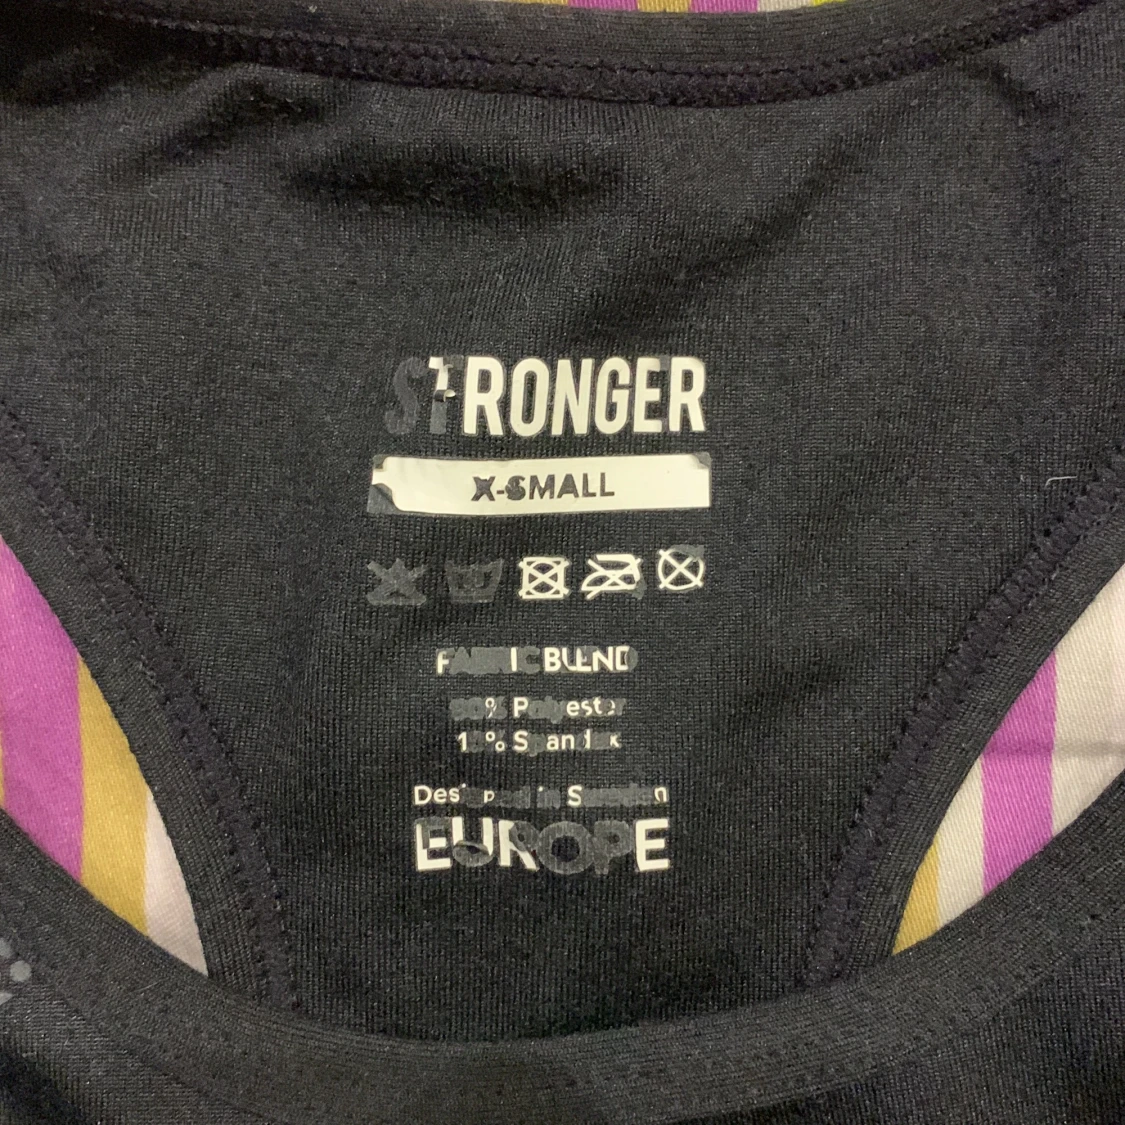 STRONGER
X-SMALL
FABRIC BLEND
% Polyester
Spandex
Designed in Sweden
EUROPE